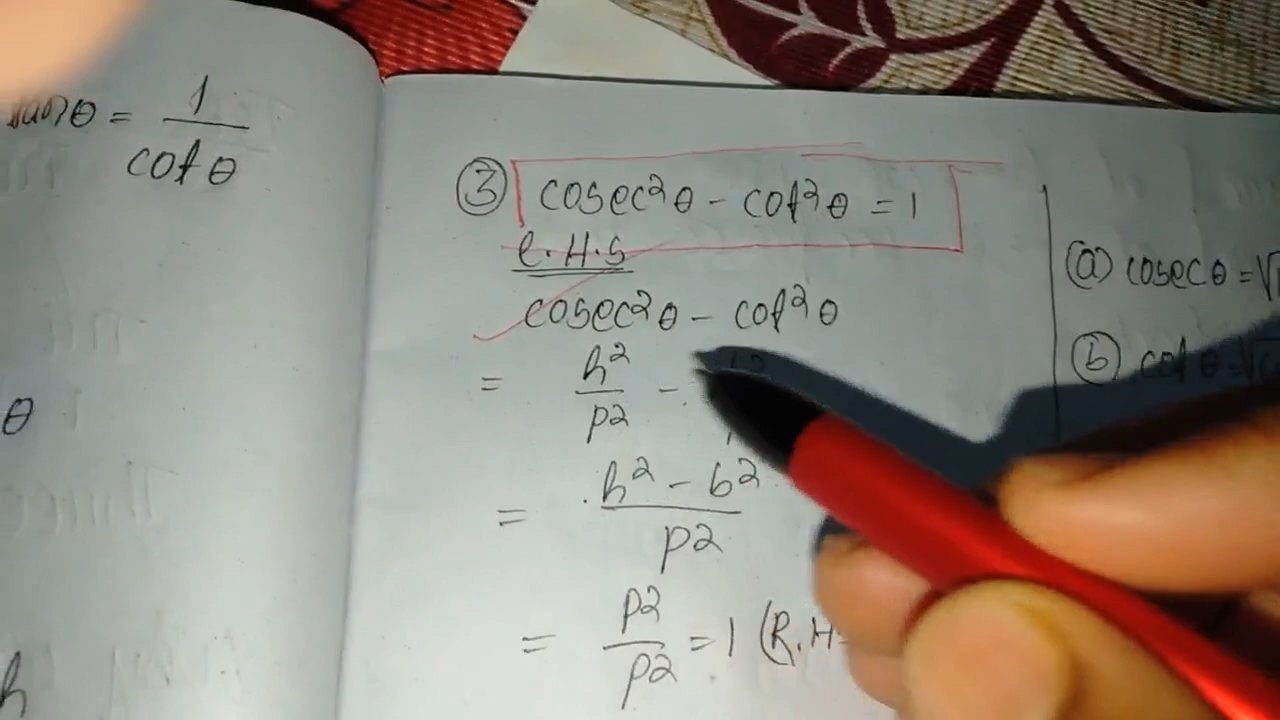 tanθ = 1/cotθ
θ
h
③ cosec²θ - cot²θ = 1
L.H.S
cosec²θ - cot²θ
= h²/p² -
= h² - b²/p²
= p²/p² = 1 (R.H
(a) cosecθ = √
(b) cotθ = √